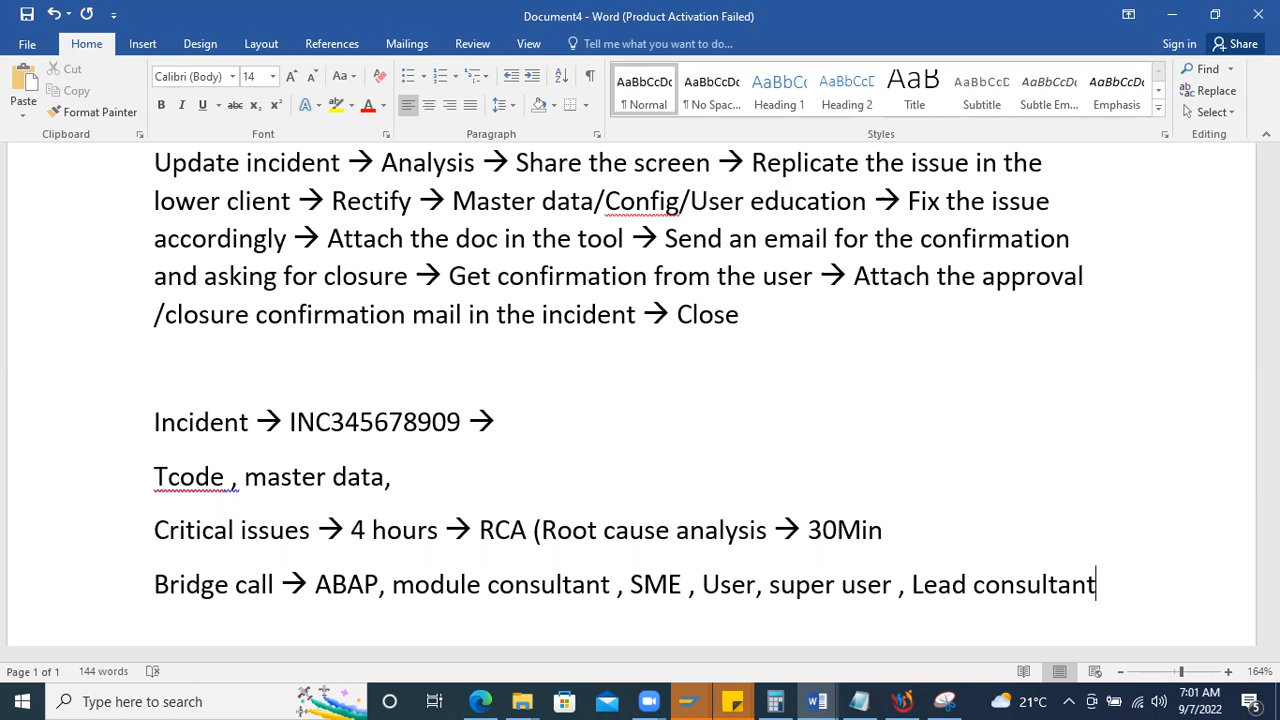 Document4 - Word (Product Activation Failed)
File Home Insert Design Layout References Mailings Review View Tell me what you want to do... Sign in Share
Cut
Copy
Format Painter
Paste
Calibri (Body) 14
Clipboard Font Paragraph Styles Editing
AaBbCcDc AaBbCcDc AaBbCc AaBbCcD AaB AaBbCcD AaBbCcDc AaBbCcDc
¶ Normal ¶ No Spac... Heading 1 Heading 2 Title Subtitle Subtle Em... Emphasis
Find
Replace
Select
Update incident → Analysis → Share the screen → Replicate the issue in the
lower client → Rectify → Master data/Config/User education → Fix the issue
accordingly → Attach the doc in the tool → Send an email for the confirmation
and asking for closure → Get confirmation from the user → Attach the approval
/closure confirmation mail in the incident → Close
Incident → INC345678909 →
Tcode , master data,
Critical issues → 4 hours → RCA (Root cause analysis → 30Min
Bridge call → ABAP, module consultant , SME , User, super user , Lead consultant
Page 1 of 1 144 words 164%
Type here to search 21°C 7:01 AM
9/7/2022 5